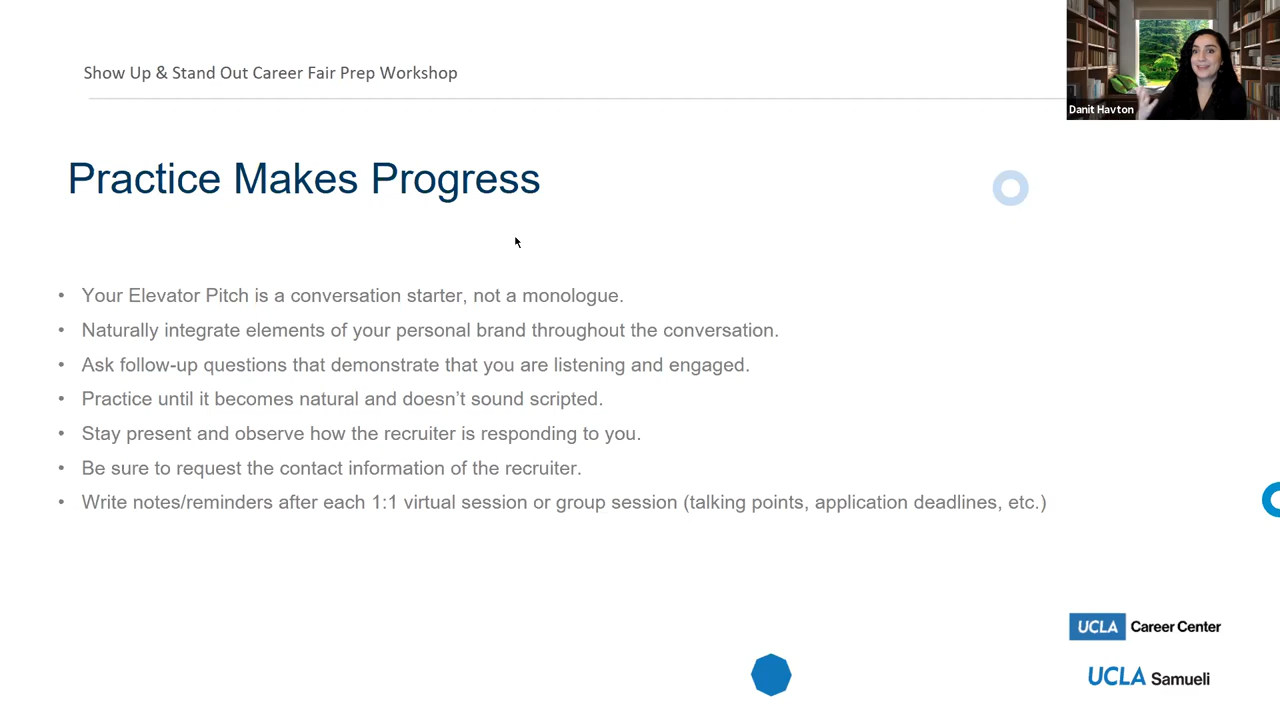 Show Up & Stand Out Career Fair Prep Workshop
Danit Havton
Practice Makes Progress
• Your Elevator Pitch is a conversation starter, not a monologue.
• Naturally integrate elements of your personal brand throughout the conversation.
• Ask follow-up questions that demonstrate that you are listening and engaged.
• Practice until it becomes natural and doesn’t sound scripted.
• Stay present and observe how the recruiter is responding to you.
• Be sure to request the contact information of the recruiter.
• Write notes/reminders after each 1:1 virtual session or group session (talking points, application deadlines, etc.)
UCLA Career Center
UCLA Samueli